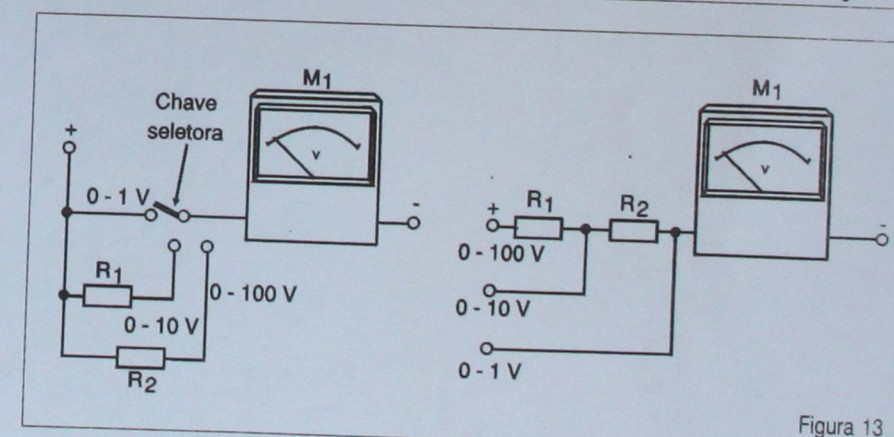 M1
Chave
seletora
+
0 - 1 V
-
R1
0 - 10 V
0 - 100 V
R2
M1
V
V
+
R1
R2
-
0 - 100 V
0 - 10 V
0 - 1 V
Figura 13